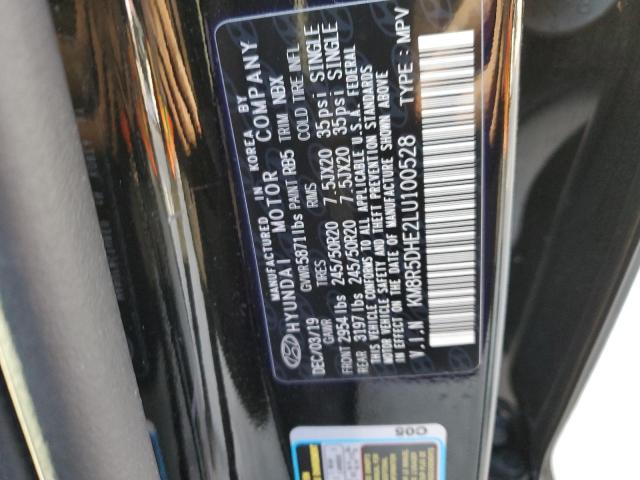 MANUFACTURED IN KOREA BY
HYUNDAI MOTOR COMPANY
DEC/03/19 GVWR5871lbs PAINT RB5 TRIM NBX
GAWR TIRES RIMS COLD TIRE INFL
FRONT 2954 lbs 245/50R20 7.5JX20 35psi SINGLE
REAR 3197 lbs 245/50R20 7.5JX20 35psi SINGLE
THIS VEHICLE CONFORMS TO ALL APPLICABLE U.S.A. FEDERAL
MOTOR VEHICLE SAFETY AND THEFT PREVENTION STANDARDS
IN EFFECT ON THE DATE OF MANUFACTURE SHOWN ABOVE
V.I.N KM8R5DHE2LU100528 TYPE : MPV
C05